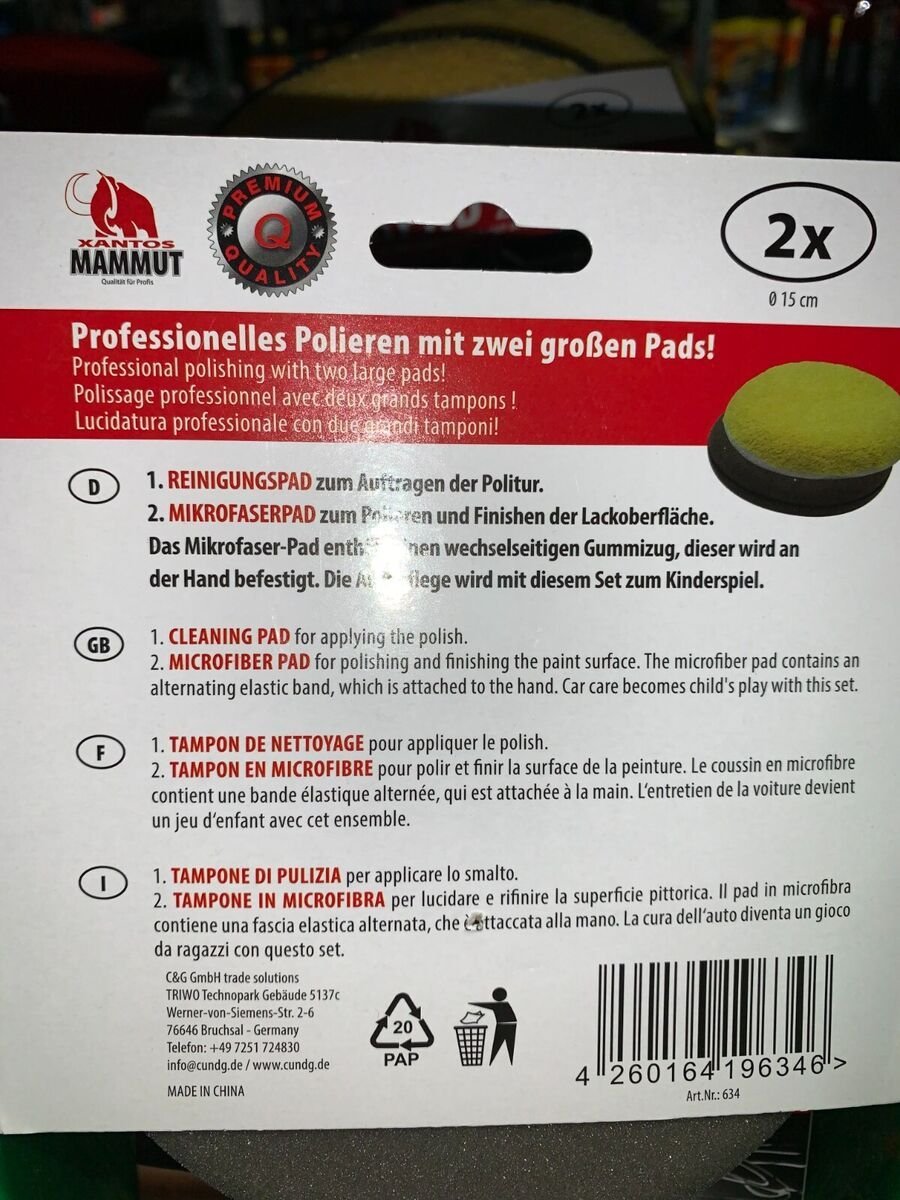 XANTOS
MAMMUT
Qualität für Profis
PREMIUM
Q
QUALITY
2x
Ø 15 cm
Professionelles Polieren mit zwei großen Pads!
Professional polishing with two large pads!
Polissage professionnel avec deux grands tampons !
Lucidatura professionale con due grandi tamponi!
D
1. REINIGUNGSPAD zum Auftragen der Politur.
2. MIKROFASERPAD zum Polieren und Finishen der Lackoberfläche.
Das Mikrofaser-Pad wechselseitigen Gummizug, dieser wird an
der Hand befestigt. Die wird mit diesem Set zum Kinderspiel.
GB
1. CLEANING PAD for applying the polish.
2. MICROFIBER PAD for polishing and finishing the paint surface. The microfiber pad contains an
alternating elastic band, which is attached to the hand. Car care becomes child's play with this set.
F
1. TAMPON DE NETTOYAGE pour appliquer le polish.
2. TAMPON EN MICROFIBRE pour polir et finir la surface de la peinture. Le coussin en microfibre
contient une bande élastique alternée, qui est attachée à la main. L‘entretien de la voiture devient
un jeu d‘enfant avec cet ensemble.
I
1. TAMPONE DI PULIZIA per applicare lo smalto.
2. TAMPONE IN MICROFIBRA per lucidare e rifinire la superficie pittorica. Il pad in microfibra
contiene una fascia elastica alternata, che alla mano. La cura dell‘auto diventa un gioco
da ragazzi con questo set.
C&G GmbH trade solutions
TRIWO Technopark Gebäude 5137c
Werner-von-Siemens-Str. 2-6
76646 Bruchsal - Germany
Telefon: +49 7251 724830
info@cundg.de / www.cundg.de
MADE IN CHINA
20
PAP
4 260164 196346 >
Art.Nr.: 634